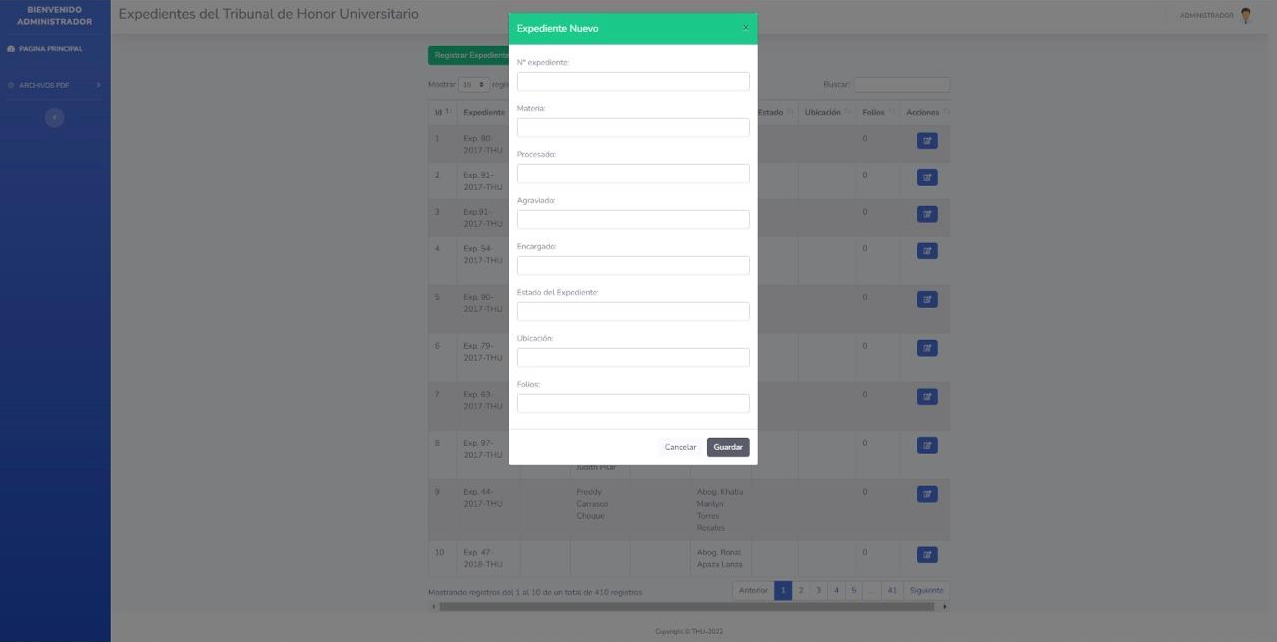 BIENVENIDO
ADMINISTRADOR
Expedientes del Tribunal de Honor Universitario
ADMINISTRADOR
PAGINA PRINCIPAL
ARCHIVOS PDF
Registrar Expediente
Expediente Nuevo
×
N° expediente:
Materia:
Procesado:
Agraviado:
Encargado:
Estado del Expediente:
Ubicación:
Folios:
Cancelar
Guardar
Mostrar 10
Buscar:
Id Expediente Estado Ubicación Folios Acciones
1 Exp. 90- 0
2017-THU
2 Exp. 91- 0
2017-THU
3 Exp.91- 0
2017-THU
4 Exp. 54- 0
2017-THU
5 Exp. 90- 0
2017-THU
6 Exp. 79- 0
2017-THU
7 Exp. 63- 0
2017-THU
8 Exp. 97- 0
2017-THU
Judith Pilar
9 Exp. 44- Freddy Abog. Khatia 0
2017-THU Carrasco Marilyn
Choque Torres
Rosales
10 Exp. 47- Abog. Ronal 0
2018-THU Apaza Lanza
Mostrando registros del 1 al 10 de un total de 410 registros
Anterior 1 2 3 4 5 ... 41 Siguiente
Copyright © THU-2022